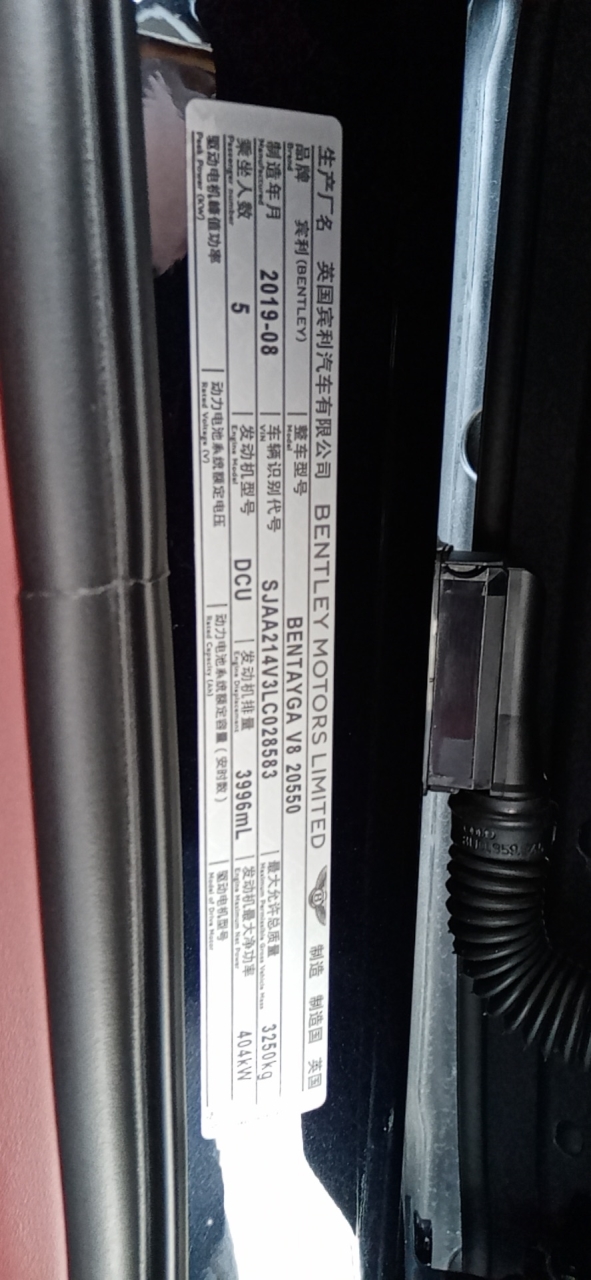 生产厂名 英国宾利汽车有限公司 BENTLEY MOTORS LIMITED B 制造 制造国 英国
品牌 宾利(BENTLEY) 整车型号 BENTAYGA V8 20550
Brand Model
制造年月 2019-08 车辆识别代号 SJAA214V3LC028583 最大允许总质量 3250kg
Manufactured VIN Maximum Permissible Gross Vehicle Mass
乘坐人数 5 发动机型号 DCU 发动机排量 3996mL 发动机最大净功率 404kW
Passenger number Engine Model Engine Displacement Engine Maximum Net Power
驱动电机峰值功率 动力电池系统额定电压 动力电池系统额定容量(安时数) 驱动电机型号
Peak Power (KW) Rated Voltage (V) Rated Capacity (Ah) Model of Drive Motor